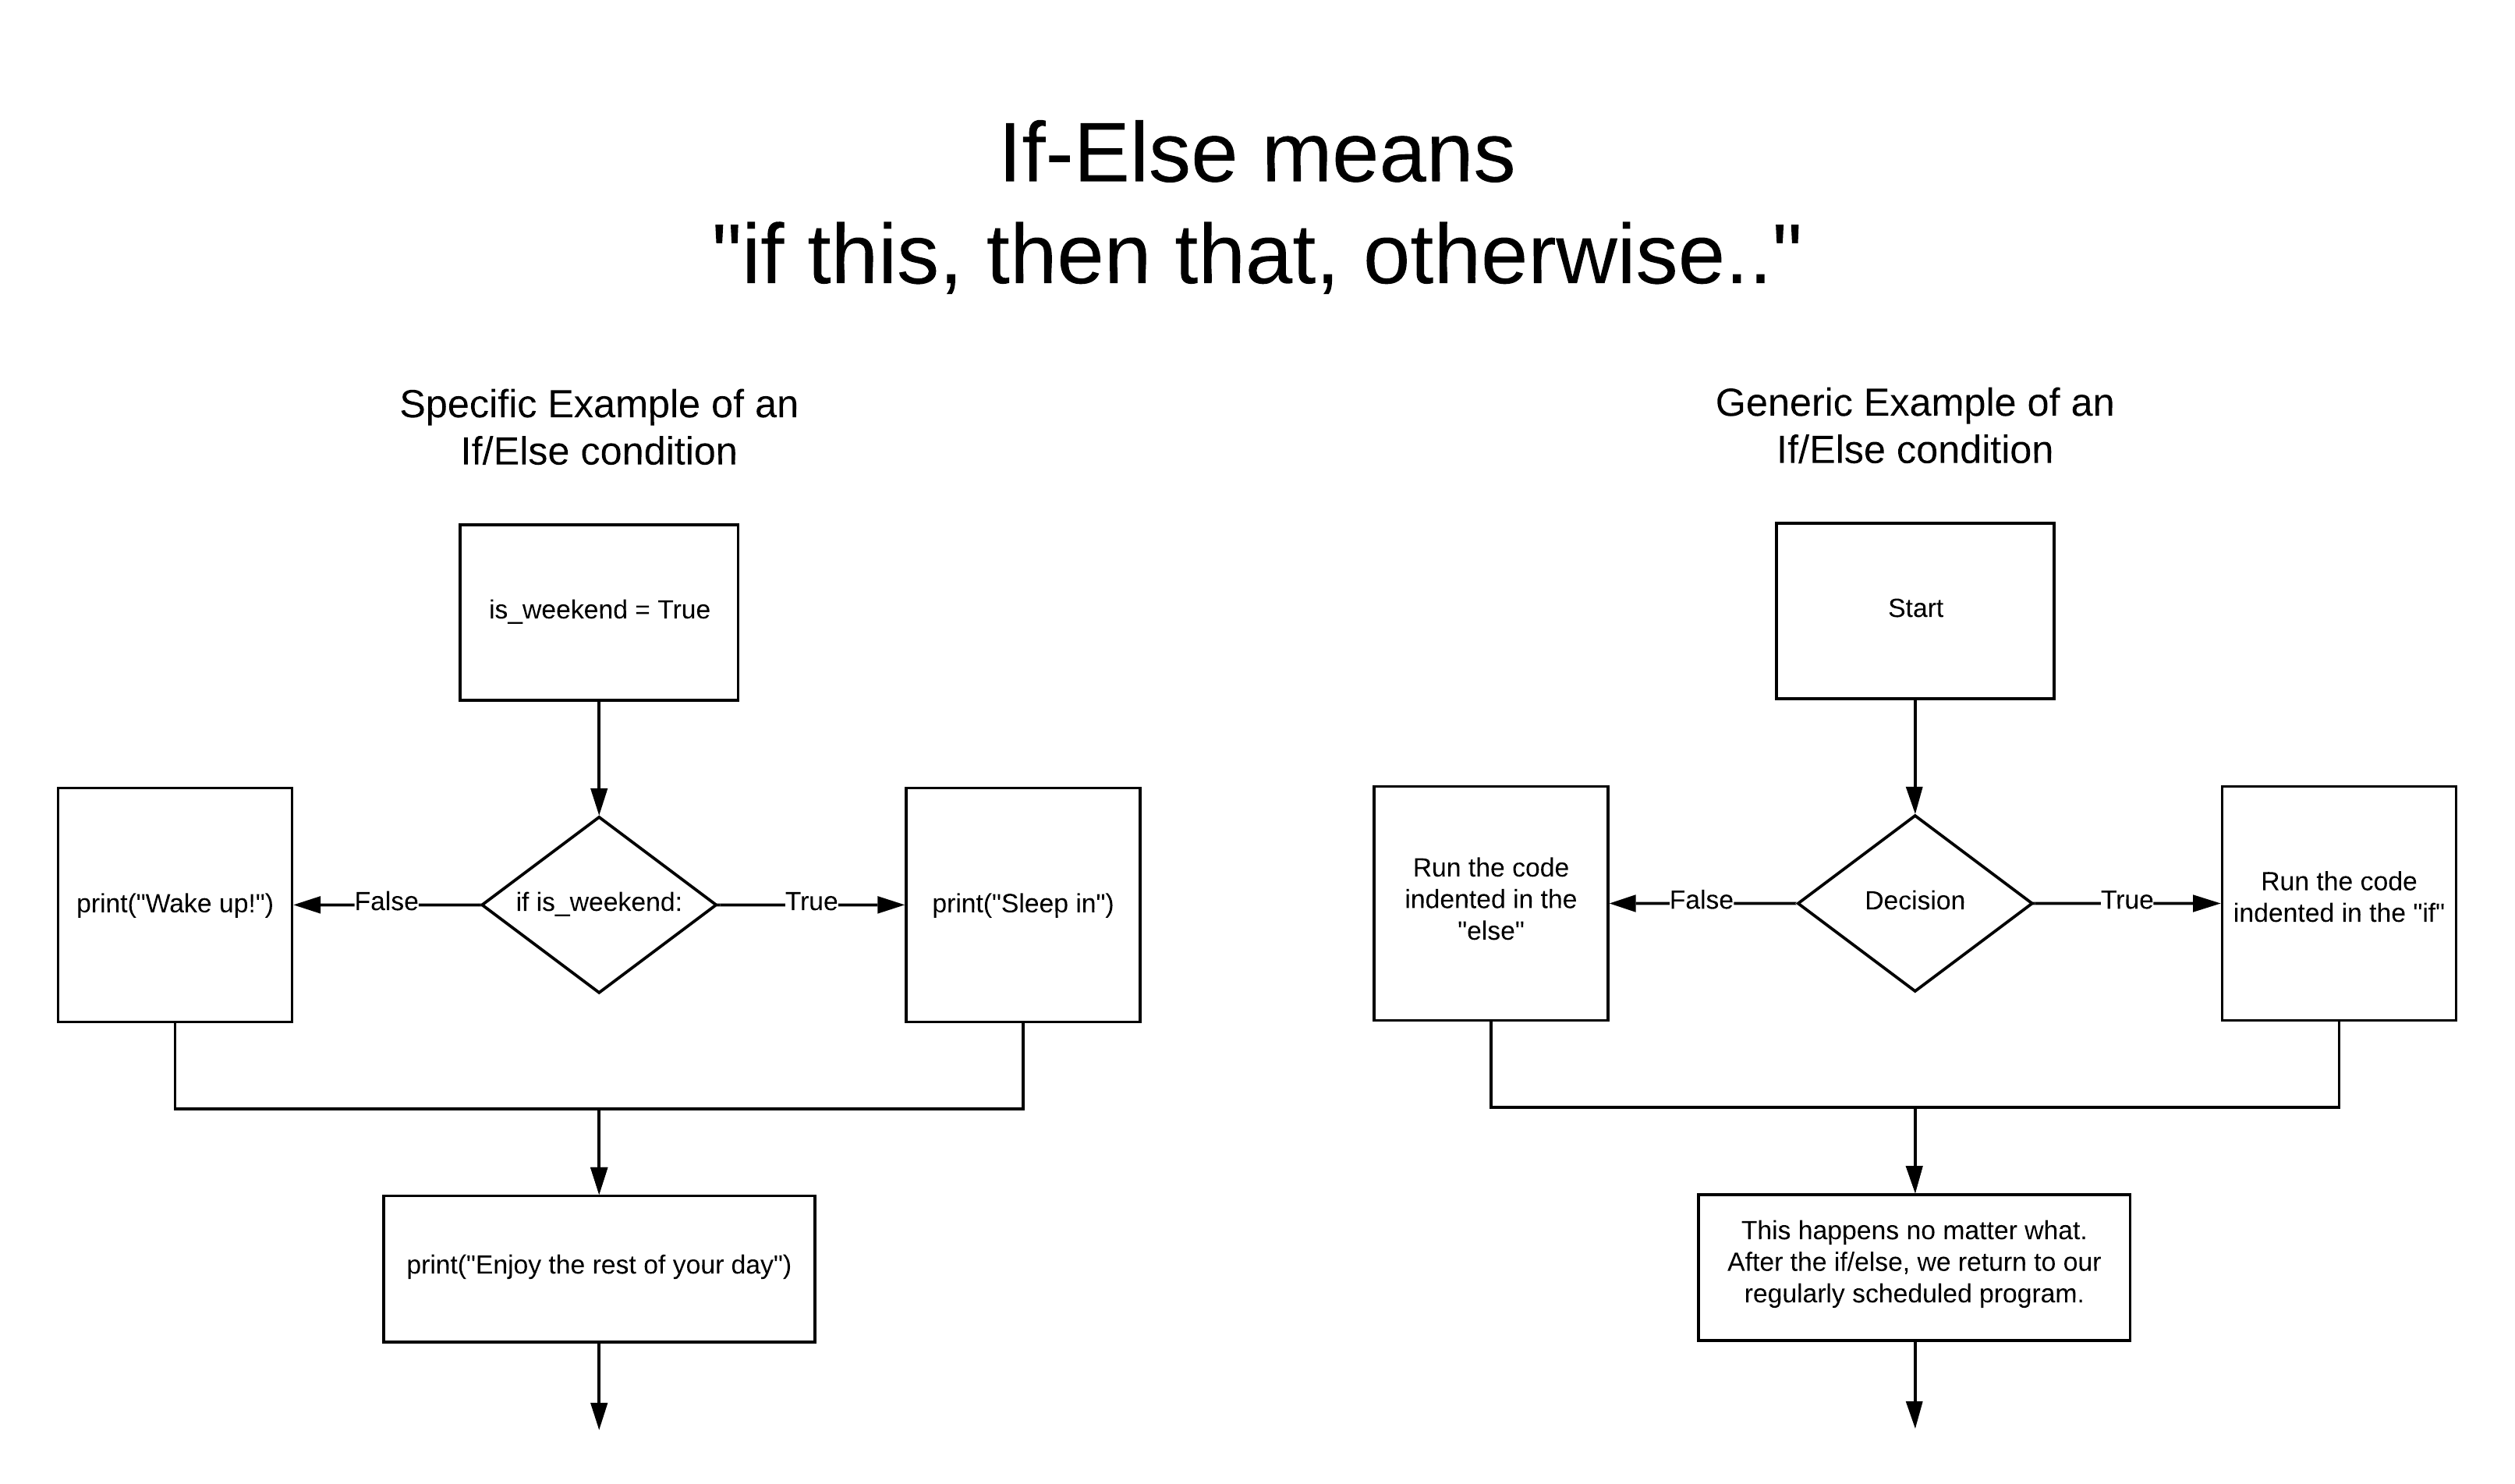 If-Else means
"if this, then that, otherwise.."
Specific Example of an
If/Else condition
is_weekend = True
print("Wake up!")
False
if is_weekend:
True
print("Sleep in")
print("Enjoy the rest of your day")
Generic Example of an
If/Else condition
Start
Run the code
indented in the
"else"
False
Decision
True
Run the code
indented in the "if"
This happens no matter what.
After the if/else, we return to our
regularly scheduled program.